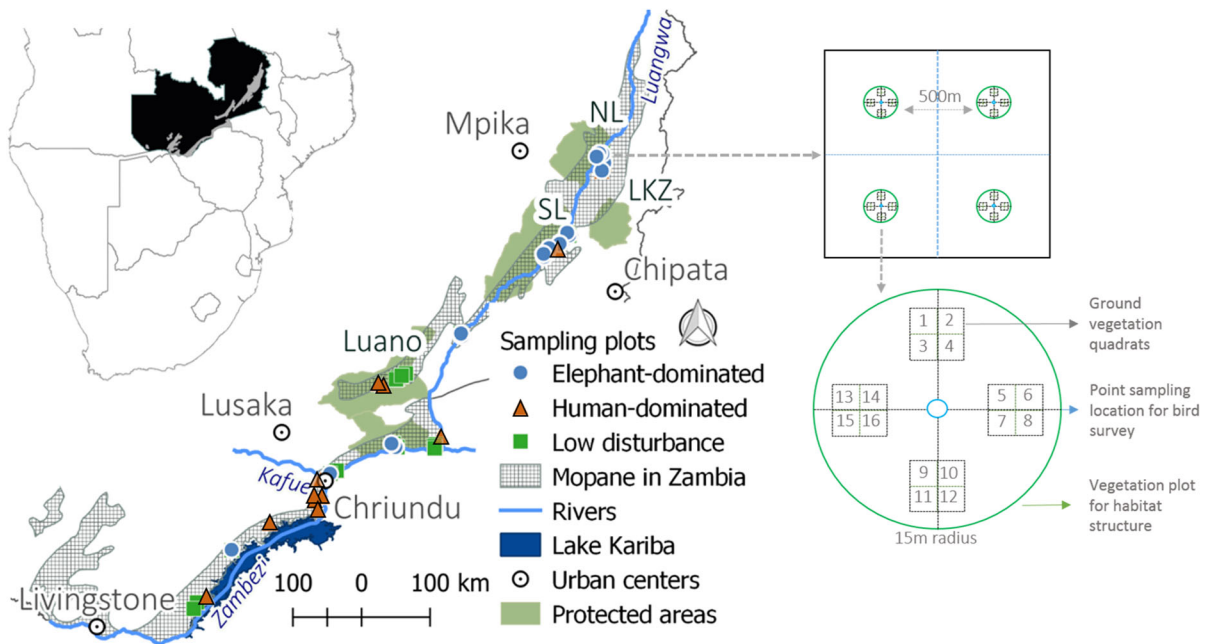 Luangwa
NL
Mpika
LKZ
SL
Chipata
Luano
Lusaka
Kafue
Chriundu
Zambezi
Livingstone
100 0 100 km
Sampling plots
Elephant-dominated
Human-dominated
Low disturbance
Mopane in Zambia
Rivers
Lake Kariba
Urban centers
Protected areas
500m
1 2
3 4
13 14
15 16
5 6
7 8
9 10
11 12
15m radius
Ground
vegetation
quadrats
Point sampling
location for bird
survey
Vegetation plot
for habitat
structure